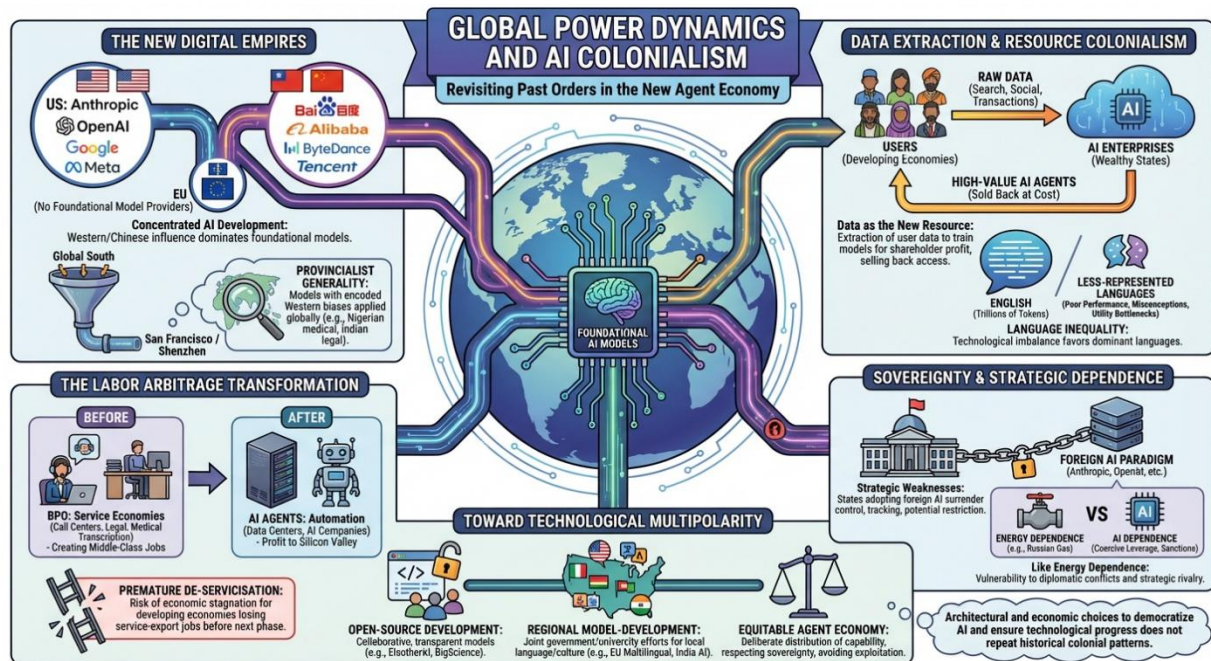 GLOBAL POWER DYNAMICS
AND AI COLONIALISM
Revisiting Past Orders in the New Agent Economy
THE NEW DIGITAL EMPIRES
US: Anthropic
OpenAI
Google
Meta
Bai du 百度
Alibaba
ByteDance
Tencent
EU
(No Foundational Model Providers)
Concentrated AI Development:
Western/Chinese influence dominates foundational models.
Global South
San Francisco /
Shenzhen
PROVINCIALIST
GENERALITY:
Models with encoded
Western biases applied
globally (e.g., Nigerian
medical, indian
legal).
DATA EXTRACTION & RESOURCE COLONIALISM
USERS
(Developing Economies)
RAW DATA
(Search, Social,
Transactions)
AI
AI ENTERPRISES
(Wealthy States)
HIGH-VALUE AI AGENTS
(Sold Back at Cost)
Data as the New Resource:
Extraction of user data to train
models for shareholder profit,
selling back access.
ENGLISH
(Trillions of Tokens)
LESS-REPRESENTED
LANGUAGES
(Poor Performance, Misenceptions,
Utility Bottlenecks)
LANGUAGE INEQUALITY:
Technological imbalance favors dominant languages.
FOUNDATIONAL
AI MODELS
THE LABOR ARBITRAGE TRANSFORMATION
BEFORE
BPO: Service Economies
(Call Centers, Legal, Medical
Transcription)
- Creating Middle-Class Jobs
AFTER
AI AGENTS: Automation
(Data Centers, AI Companies)
- Profit to Silicon Valley
PREMATURE DE-SERVICISATION:
Risk of economic stagnation for
developing economies losing
service-export jobs before next phase.
TOWARD TECHNOLOGICAL MULTIPOLARITY
</>
OPEN-SOURCE DEVELOPMENT:
Celleborative, transparent models
(e.g., Elsotherkl, BigScience).
REGIONAL MODEL-DEVELOPMENT:
Joint government/univercity efforts for local
language/culture (e.g., EU Maltilingual, India AI).
EQUITABLE AGENT ECONOMY:
Deliberate distribution of capability,
respecting sovereignty, avoiding exploitation.
SOVEREIGNTY & STRATEGIC DEPENDENCE
Strategic Weaknesses:
States adopting foreign AI surrender
control, tracking, potential restriction.
FOREIGN AI PARADIGM
(Anthropic, etc.)
ENERGY DEPENDENCE
(e.g., Russian Gas)
VS
AI
AI DEPENDENCE
(Coercive Leverage, Sanctions)
Like Energy Dependence:
Vulnerability to diplomatic conflicts and strategic rivalry.
Architectural and economic choices to democratize
AI and ensure technological progress does not
repeat historical colonial patterns.